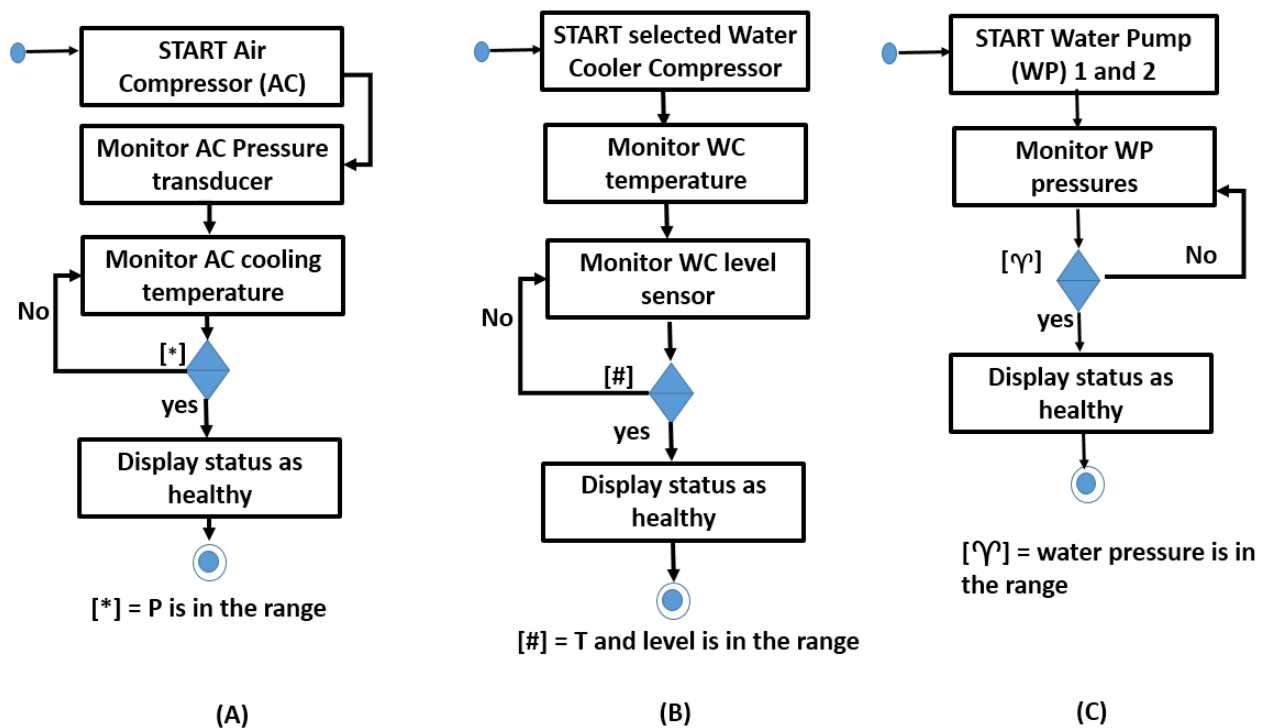 START Air
Compressor (AC)
Monitor AC Pressure
transducer
Monitor AC cooling
temperature
No
[*]
yes
Display status as
healthy
[*] = P is in the range
(A)
START selected Water
Cooler Compressor
Monitor WC
temperature
Monitor WC level
sensor
No
[#]
yes
Display status as
healthy
[#] = T and level is in the range
(B)
START Water Pump
(WP) 1 and 2
Monitor WP
pressures
[♈]
No
yes
Display status as
healthy
[♈] = water pressure is in
the range
(C)